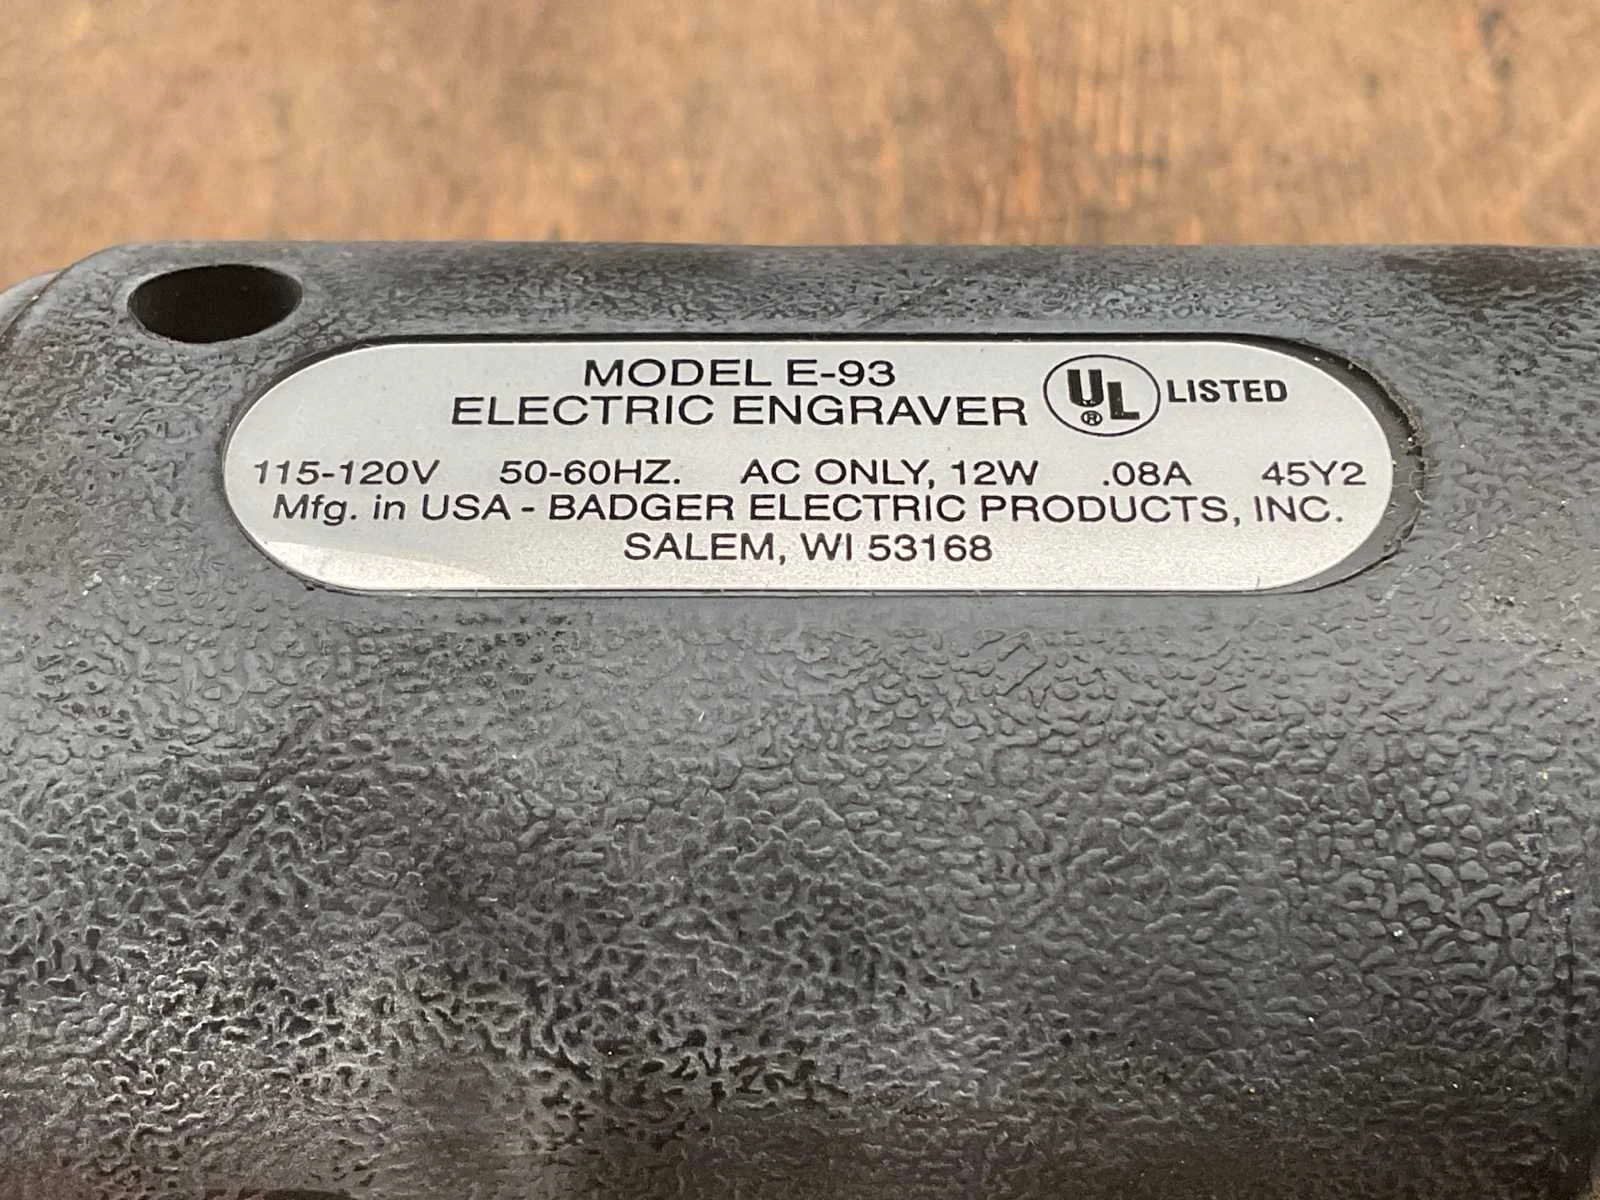 MODEL E-93
ELECTRIC ENGRAVER
UL ® LISTED
115-120V 50-60HZ. AC ONLY, 12W .08A 45Y2
Mfg. in USA - BADGER ELECTRIC PRODUCTS, INC.
SALEM, WI 53168